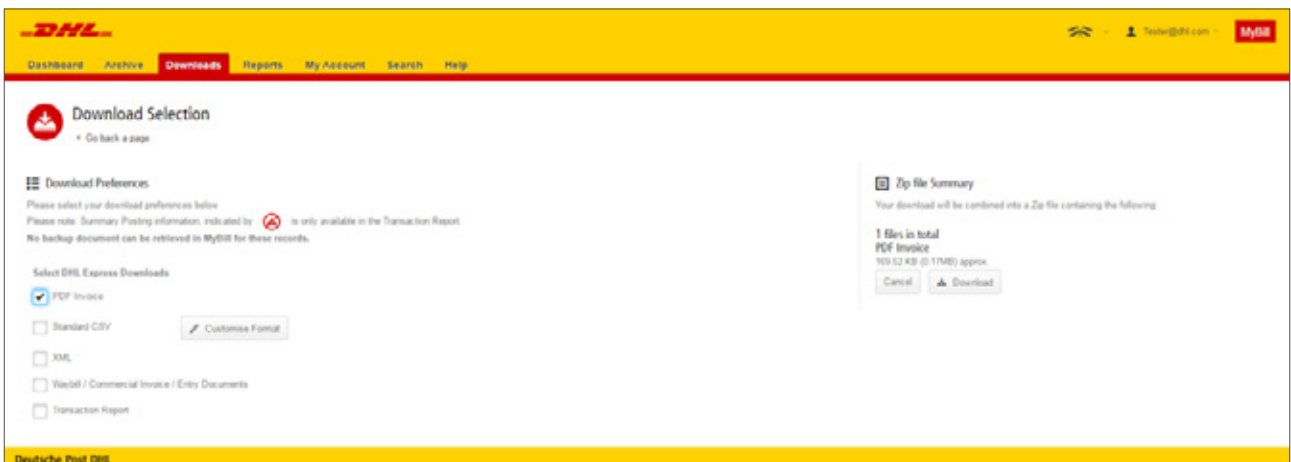 DHL
Tester@dhl.com
MyBill
Dashboard Archive Downloads Reports My Account Search Help
Download Selection
Go back a page
Download Preferences
Please select your download preferences below
Please note: Summary Posting information, indicated by is only available in the Transaction Report.
No backup document can be retrieved in MyBill for these records.
Select DHL Express Downloads
PDF Invoice
Standard CSV
Customise Format
XML
Waybill / Commercial Invoice / Entry Documents
Transaction Report
Zip file Summary
Your download will be combined into a Zip file containing the following:
1 files in total
PDF Invoice
169.52 KB (0.17MB) approx.
Cancel Download
Deutsche Post DHL